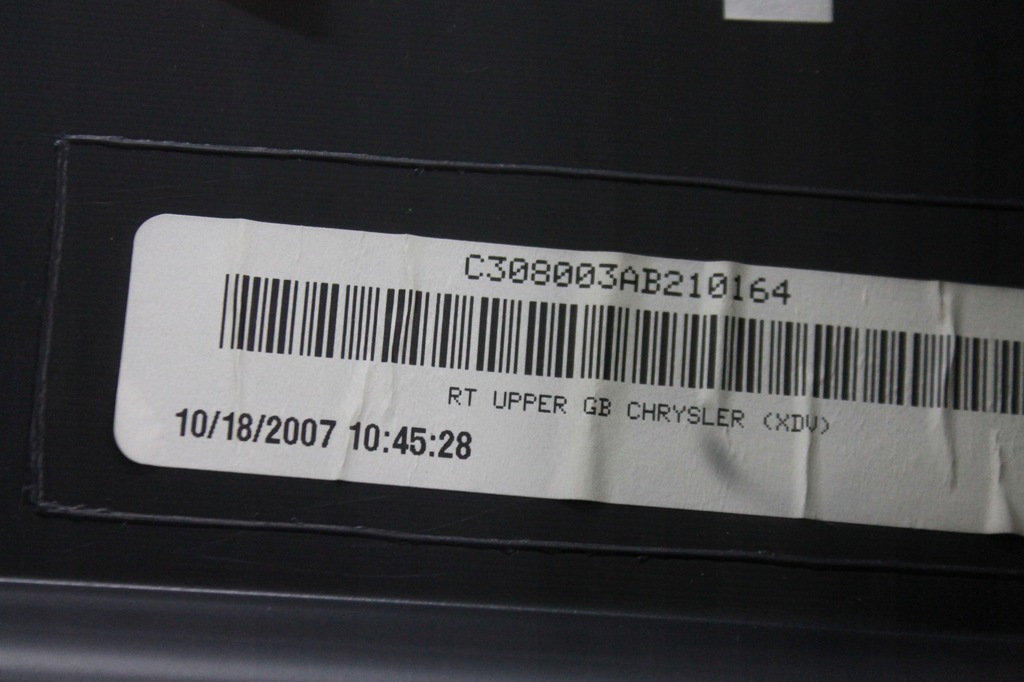 C308003AB210164
RT UPPER GB CHRYSLER (XDV)
10/18/2007 10:45:28